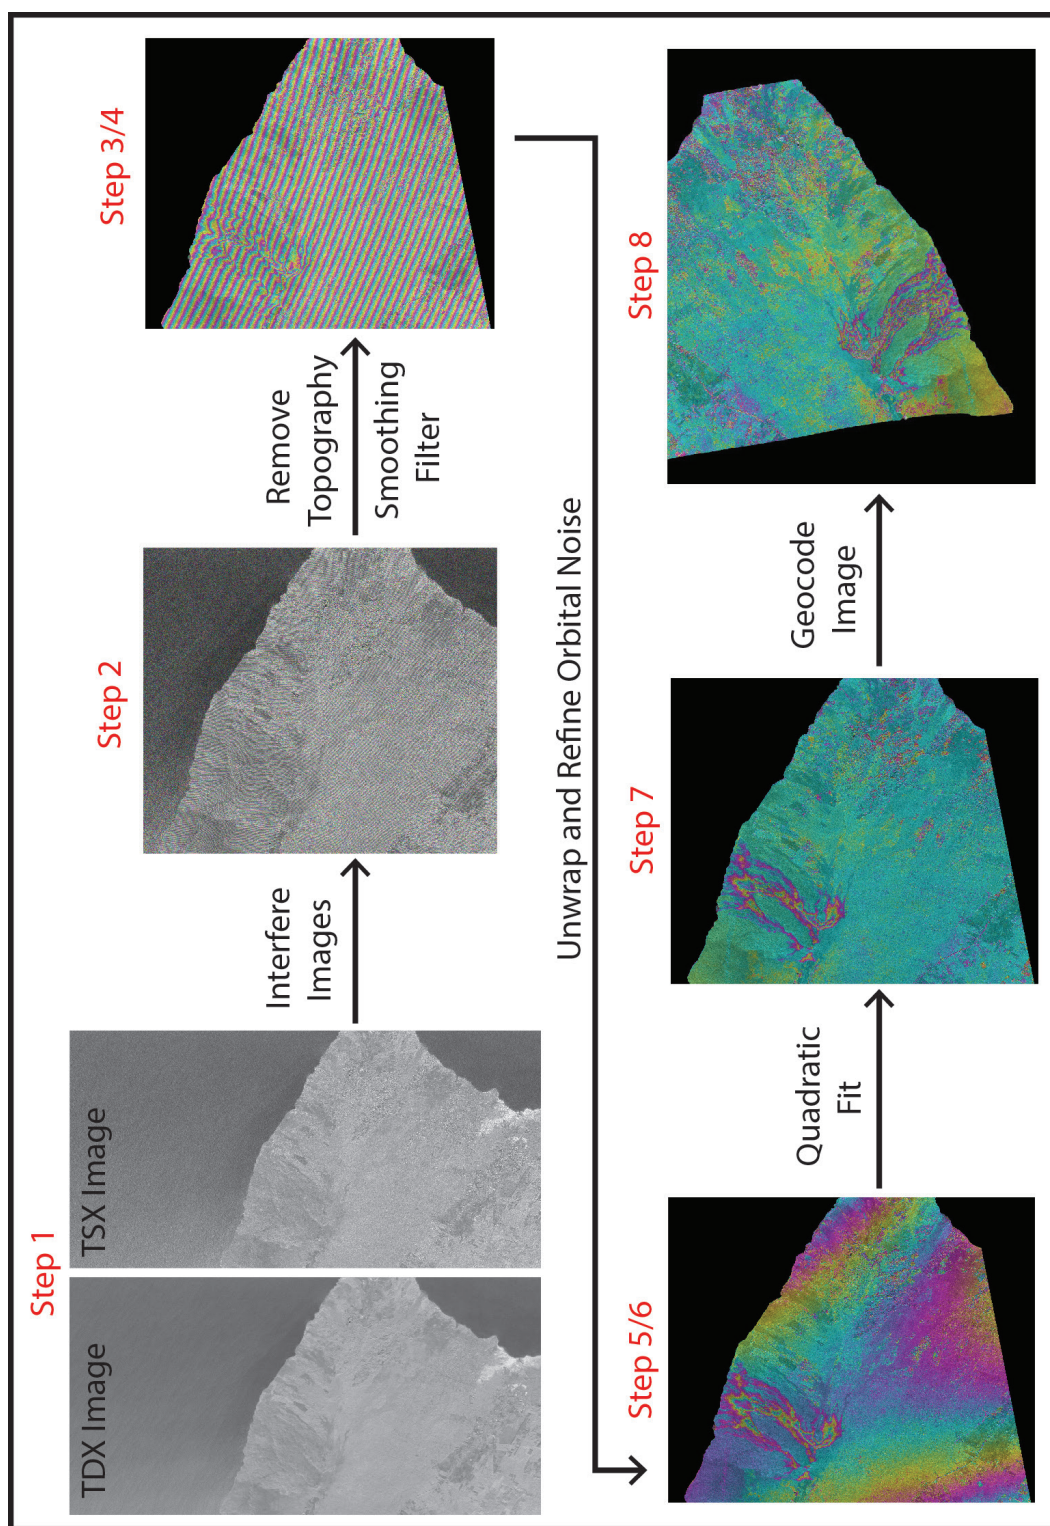 Step 1
TDX Image
TSX Image
Interfere
Images
Step 2
Remove
Topography
Smoothing
Filter
Step 3/4
Unwrap and Refine Orbital Noise
Step 5/6
Quadratic
Fit
Step 7
Geocode
Image
Step 8